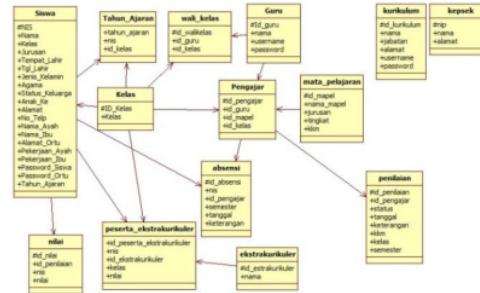 Siswa
#NIS
+Nama
+Kelas
+Jurusan
+Tempat_Lahir
+Tgl_Lahir
+Jenis_Kelamin
+Agama
+Status_Keluarga
+Anak_Ke
+Alamat
+No_Telp
+Nama_Ayah
+Nama_Ibu
+Alamat_Ortu
+Pekerjaan_Ayah
+Pekerjaan_Ibu
+Password_Siswa
+Password_Ortu
+Tahun_Ajaran
Tahun_Ajaran
+tahun_ajaran
+nis
+id_kelas
wali_kelas
#id_walikelas
+id_guru
+id_kelas
Guru
#Id_guru
+nama
+username
+password
kurikulum
#id_kurikulum
+nama
+jabatan
+alamat
+username
+password
kepsek
#nip
+nama
+alamat
Kelas
#ID_Kelas
+Kelas
Pengajar
#id_pengajar
+id_guru
+id_mapel
+id_kelas
mata_pelajaran
#id_mapel
+nama_mapel
+jurusan
+tingkat
+kkm
absensi
#id_absensi
+nis
+id_pengajar
+semester
+tanggal
+keterangan
penilaian
#id_penilaian
+id_pengajar
+status
+tanggal
+keterangan
+kkm
+kelas
+semester
nilai
#id_nilai
+id_penilaian
+nis
+nilai
peserta_ekstrakurikuler
#id_peserta_ekstrakurikuler
+nis
+id_ekstrakurikuler
+kelas
+nilai
ekstrakurikuler
#id_estrakurikuler
+nama